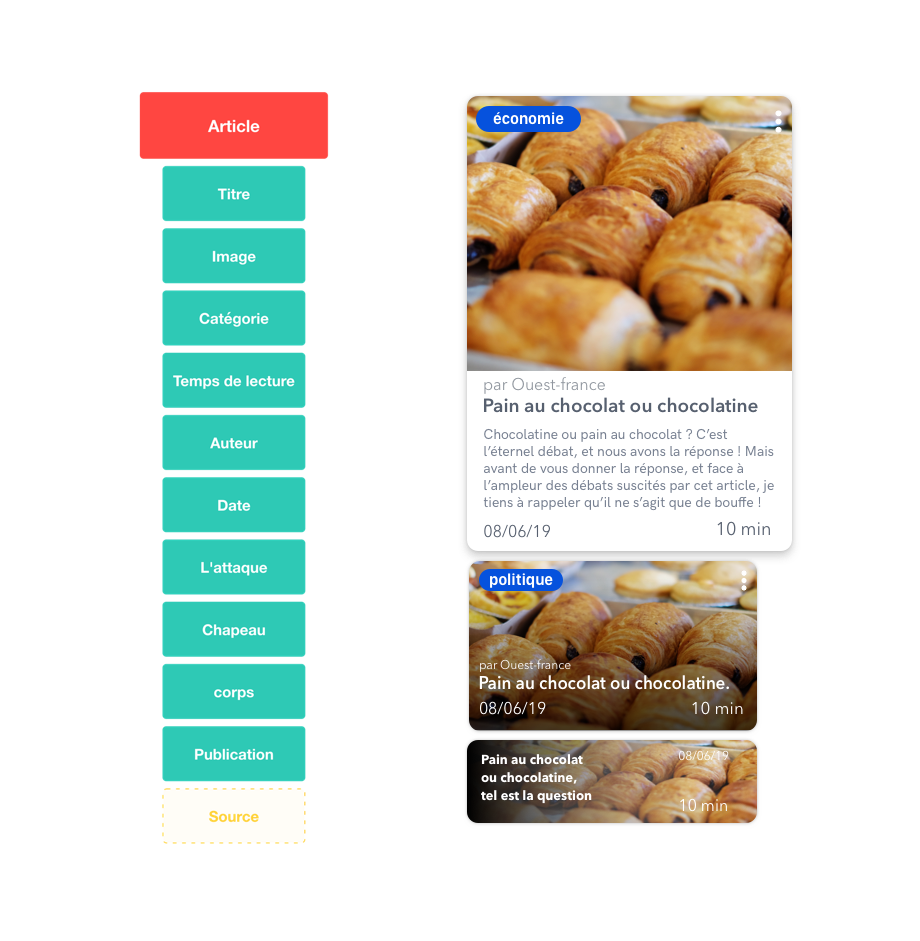 Article
Titre
Image
Catégorie
Temps de lecture
Auteur
Date
L'attaque
Chapeau
corps
Publication
Source
économie
par Ouest-france
Pain au chocolat ou chocolatine
Chocolatine ou pain au chocolat ? C’est
l’éternel débat, et nous avons la réponse ! Mais
avant de vous donner la réponse, et face à
l’ampleur des débats suscités par cet article, je
tiens à rappeler qu’il ne s’agit que de bouffe !
08/06/19
10 min
politique
par Ouest-france
Pain au chocolat ou chocolatine.
08/06/19
10 min
Pain au chocolat
ou chocolatine,
tel est la question
08/06/19
10 min